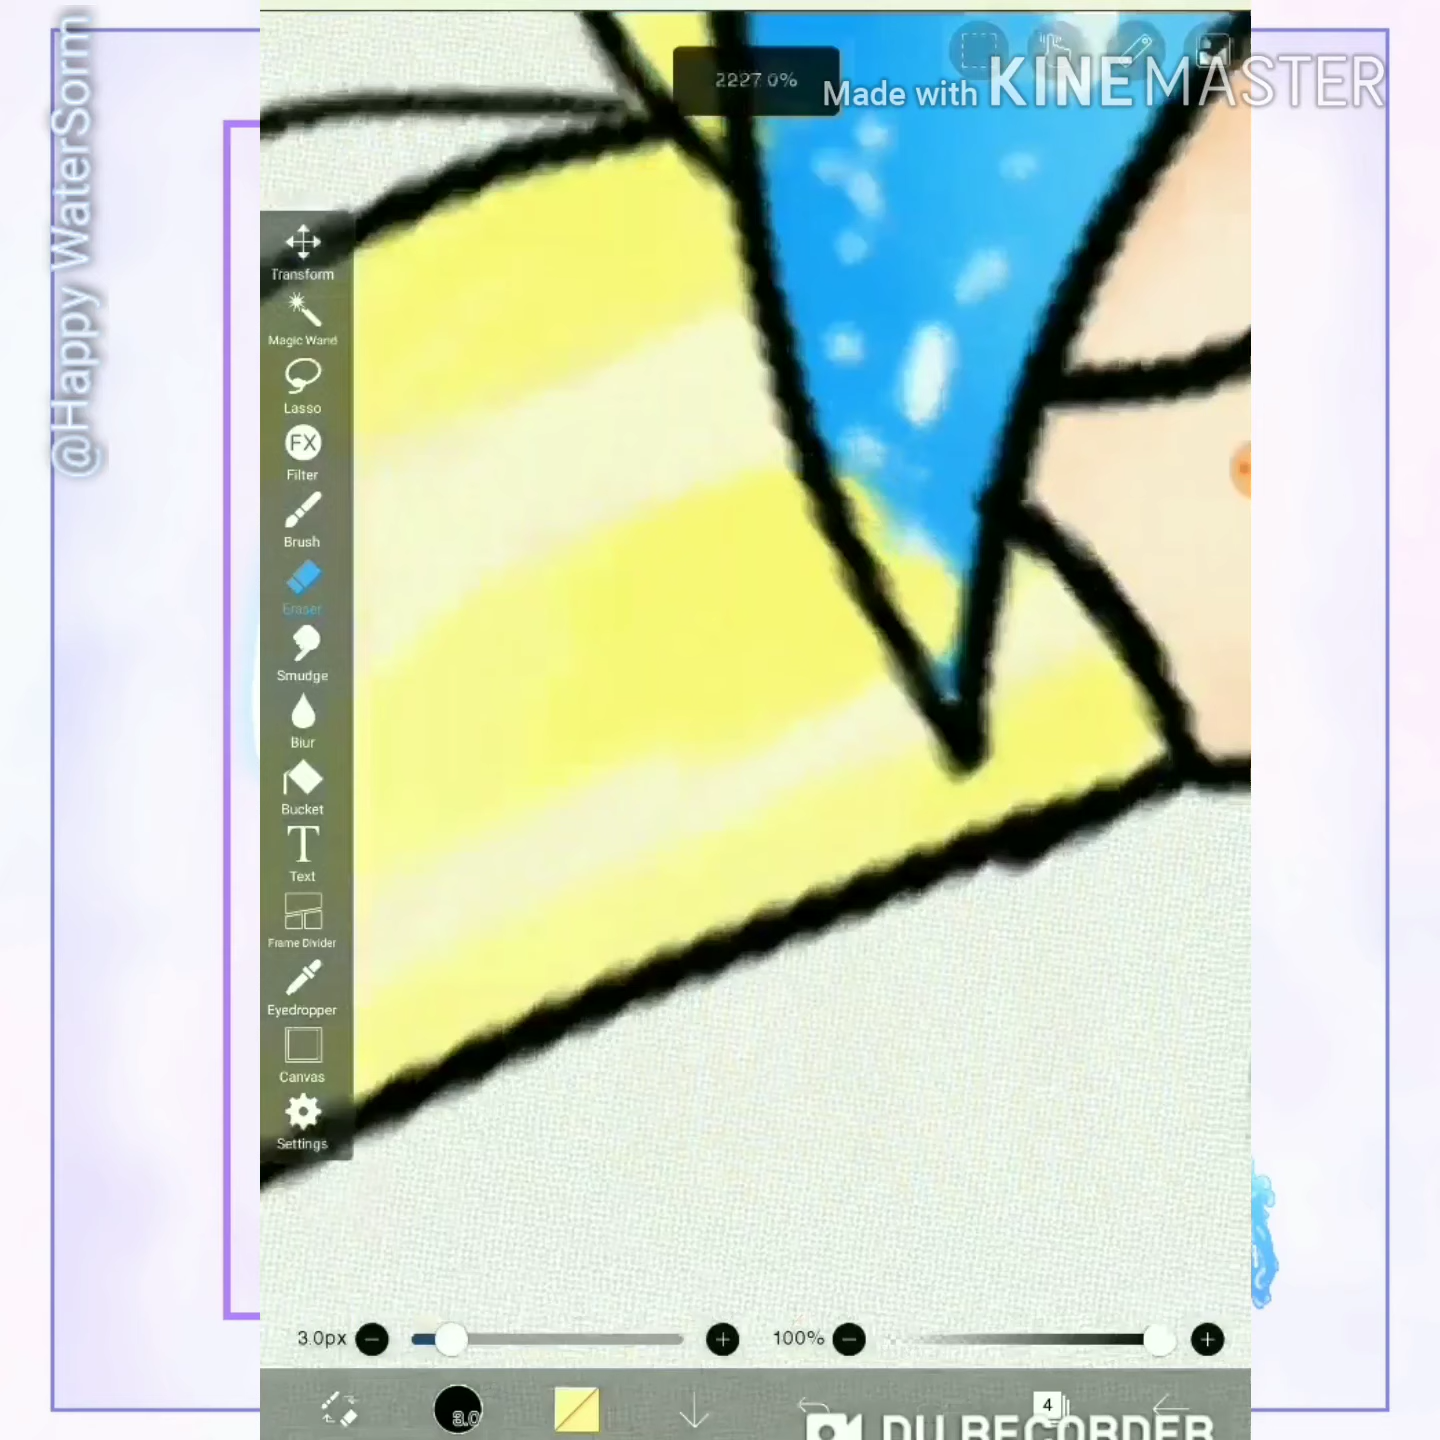 @Happy WaterSorm
2227.0%
Made with KINEMASTER
Transform
Magic Wand
Lasso
FX
Filter
Brush
Eraser
Smudge
Blur
Bucket
T
Text
Frame Divider
Eyedropper
Canvas
Settings
3.0px
100%
3.0
4
DU RECORDER